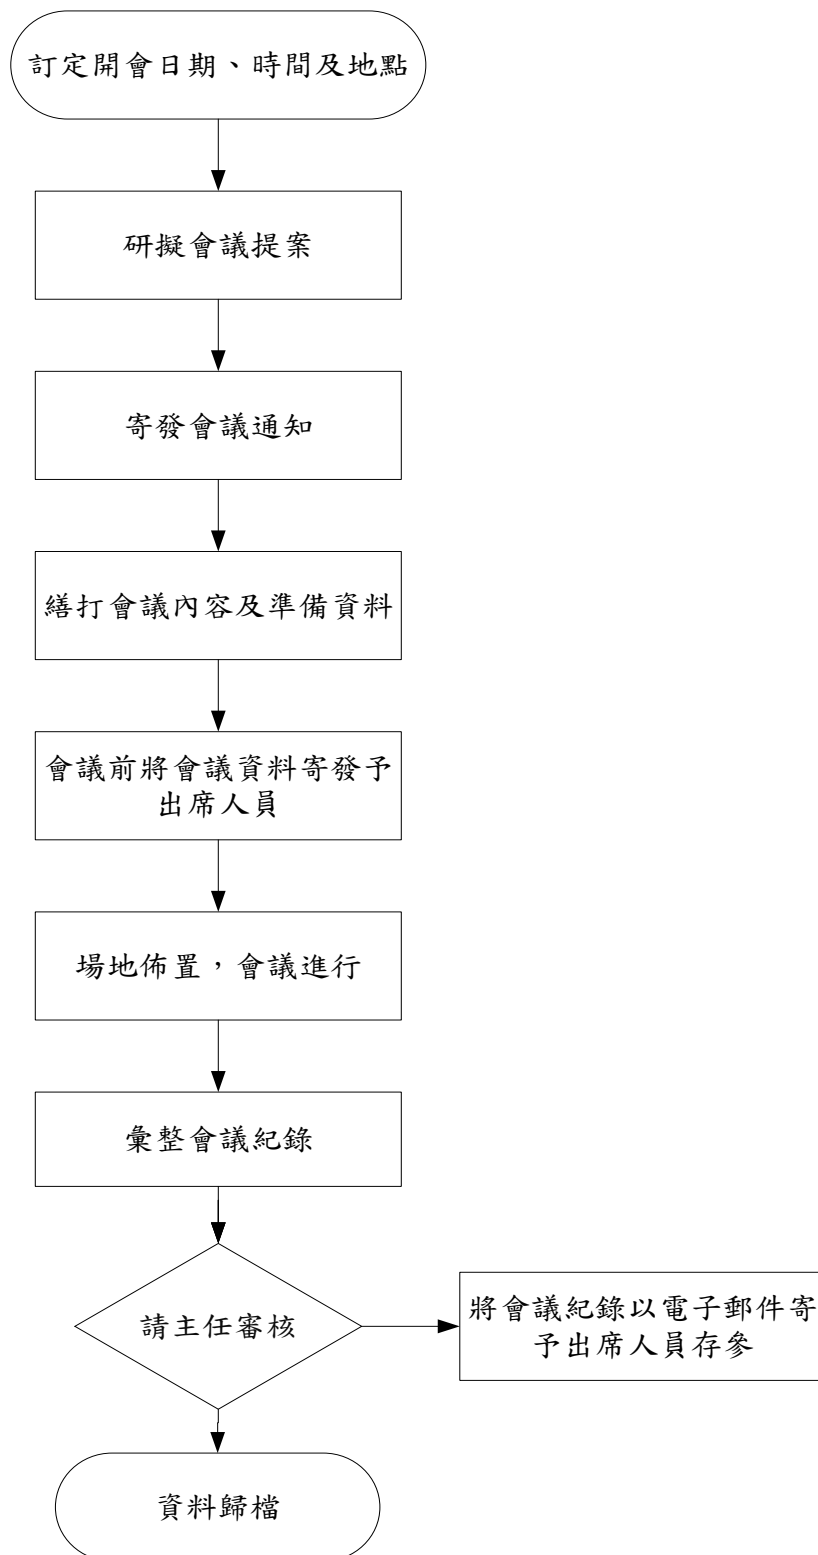 訂定開會日期、時間及地點
研擬會議提案
寄發會議通知
繕打會議內容及準備資料
會議前將會議資料寄發予
出席人員
場地佈置，會議進行
彙整會議紀錄
請主任審核
將會議紀錄以電子郵件寄
予出席人員存參
資料歸檔